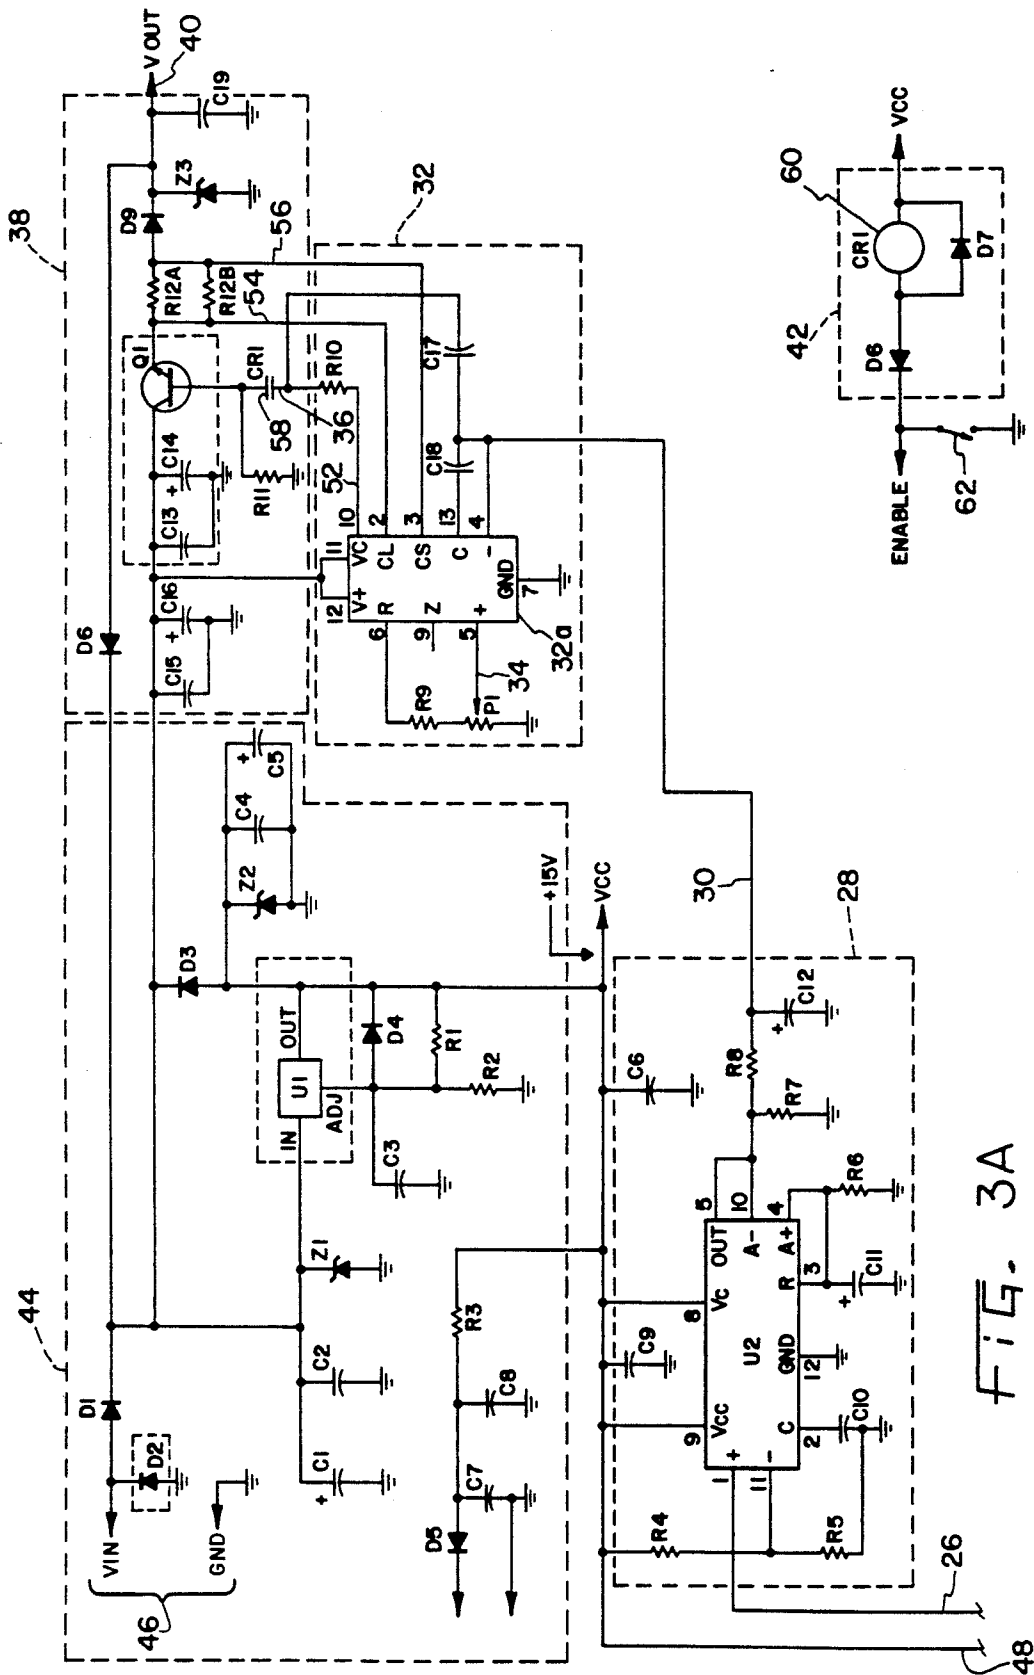 44
46
VIN
GND
D1
D2
C1
+
C2
Z1
IN
OUT
U1
ADJ
D3
D4
C3
R1
R2
Z2
C4
C5
+
D5
C7
C8
R3
+15V
VCC
38
D6
C15
C16
+
C13
C14
+
Q1
R11
CR1
58
36
R10
R12A
R12B
54
56
D9
Z3
C19
V OUT
40
32
52
12
11
10
V+
VC
6
R
CL
2
9
Z
CS
3
5
+
C
13
-
4
GND
7
32a
34
R9
P1
C18
C17
30
28
C6
C9
9
8
VCC
VC
U2
OUT
5
A-
10
A+
4
R
3
GND
12
C
2
+
1
-
11
R4
R5
C10
C11
+
R6
R7
R8
C12
+
26
48
42
60
CR1
VCC
D6
D7
ENABLE
62
FIG. 3A